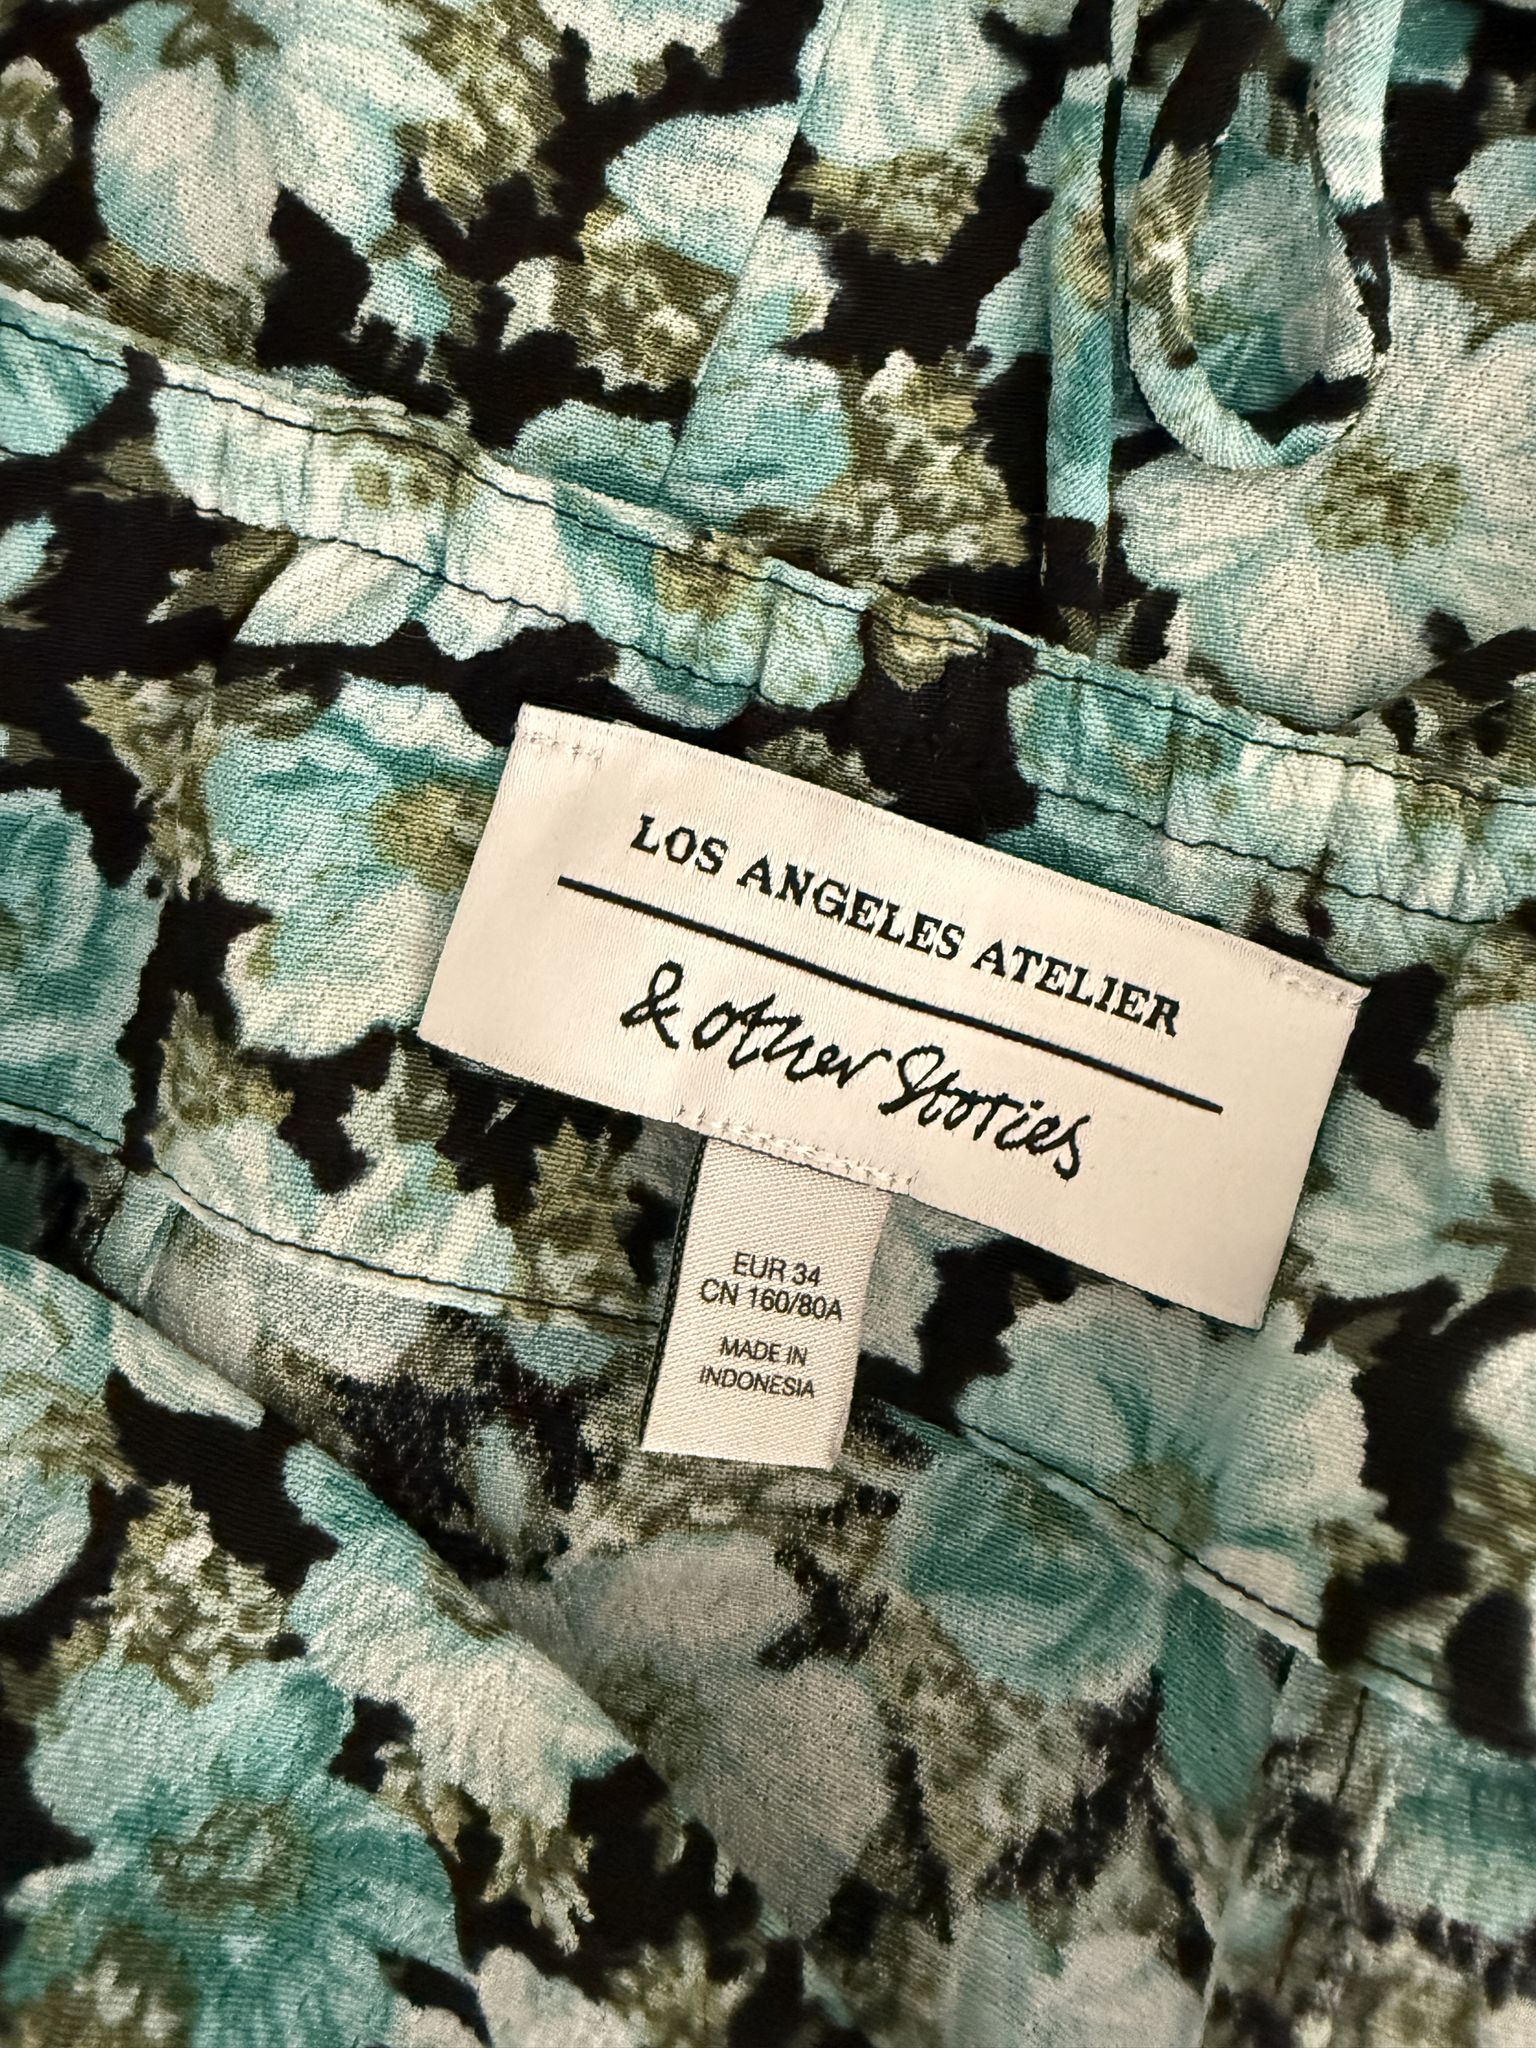 LOS ANGELES ATELIER
& other Stories
EUR 34
CN 160/80A
MADE IN
INDONESIA